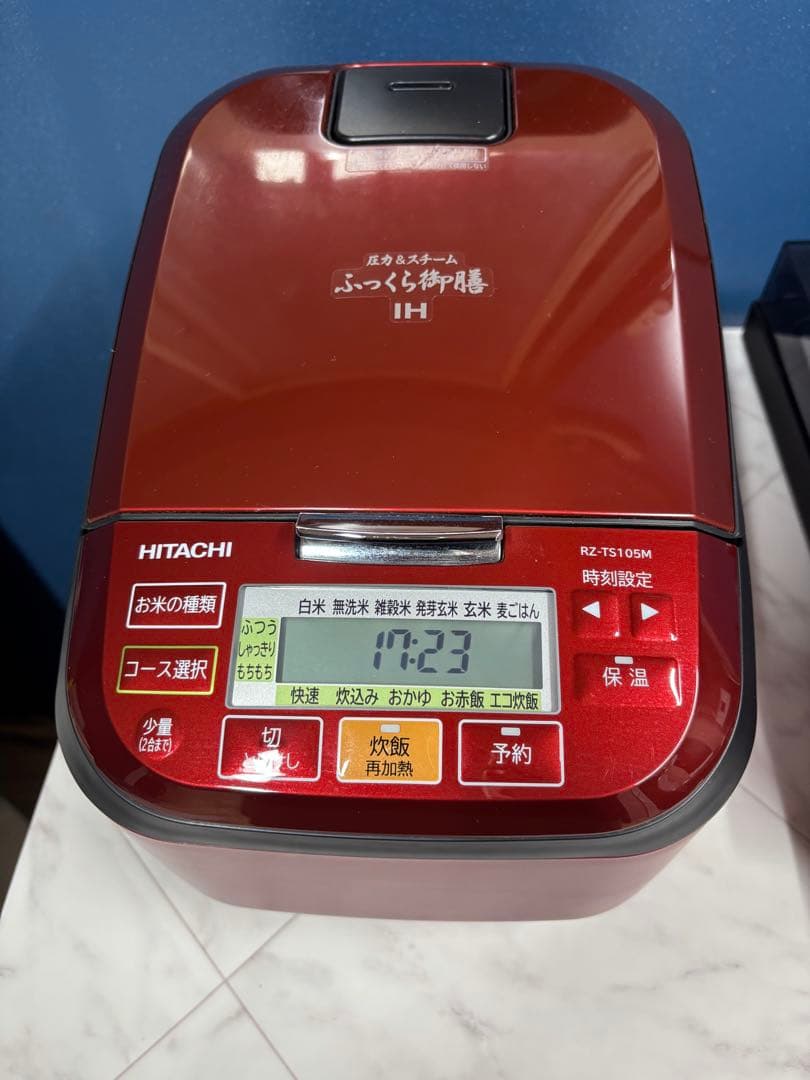 圧力&スチーム
ふっくら御膳
IH
HITACHI
RZ-TS105M
時刻設定
お米の種類
白米 無洗米 雑穀米 発芽玄米 玄米 麦ごはん
ふつう
しゃっきり
もちもち
17:23
コース選択
保温
快速 炊込み おかゆ お赤飯 エコ炊飯
少量
(2合まで)
切
炊飯
再加熱
予約